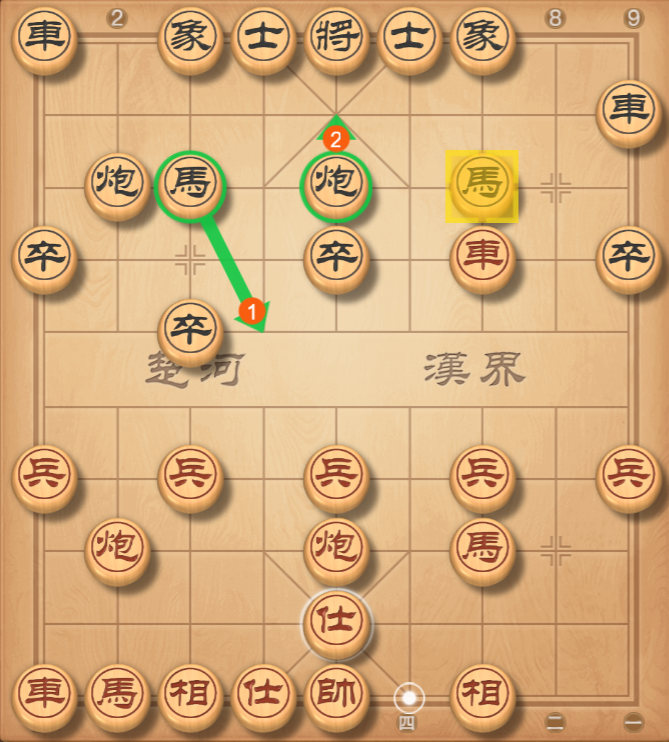 2 8 9
車 象 士 將 士 象
車
炮 馬 2 炮 馬
卒 卒 車 卒
1
卒
楚河 漢界
兵 兵 兵 兵 兵
炮 炮 馬
仕
車 馬 相 仕 帥 相
四 二 一